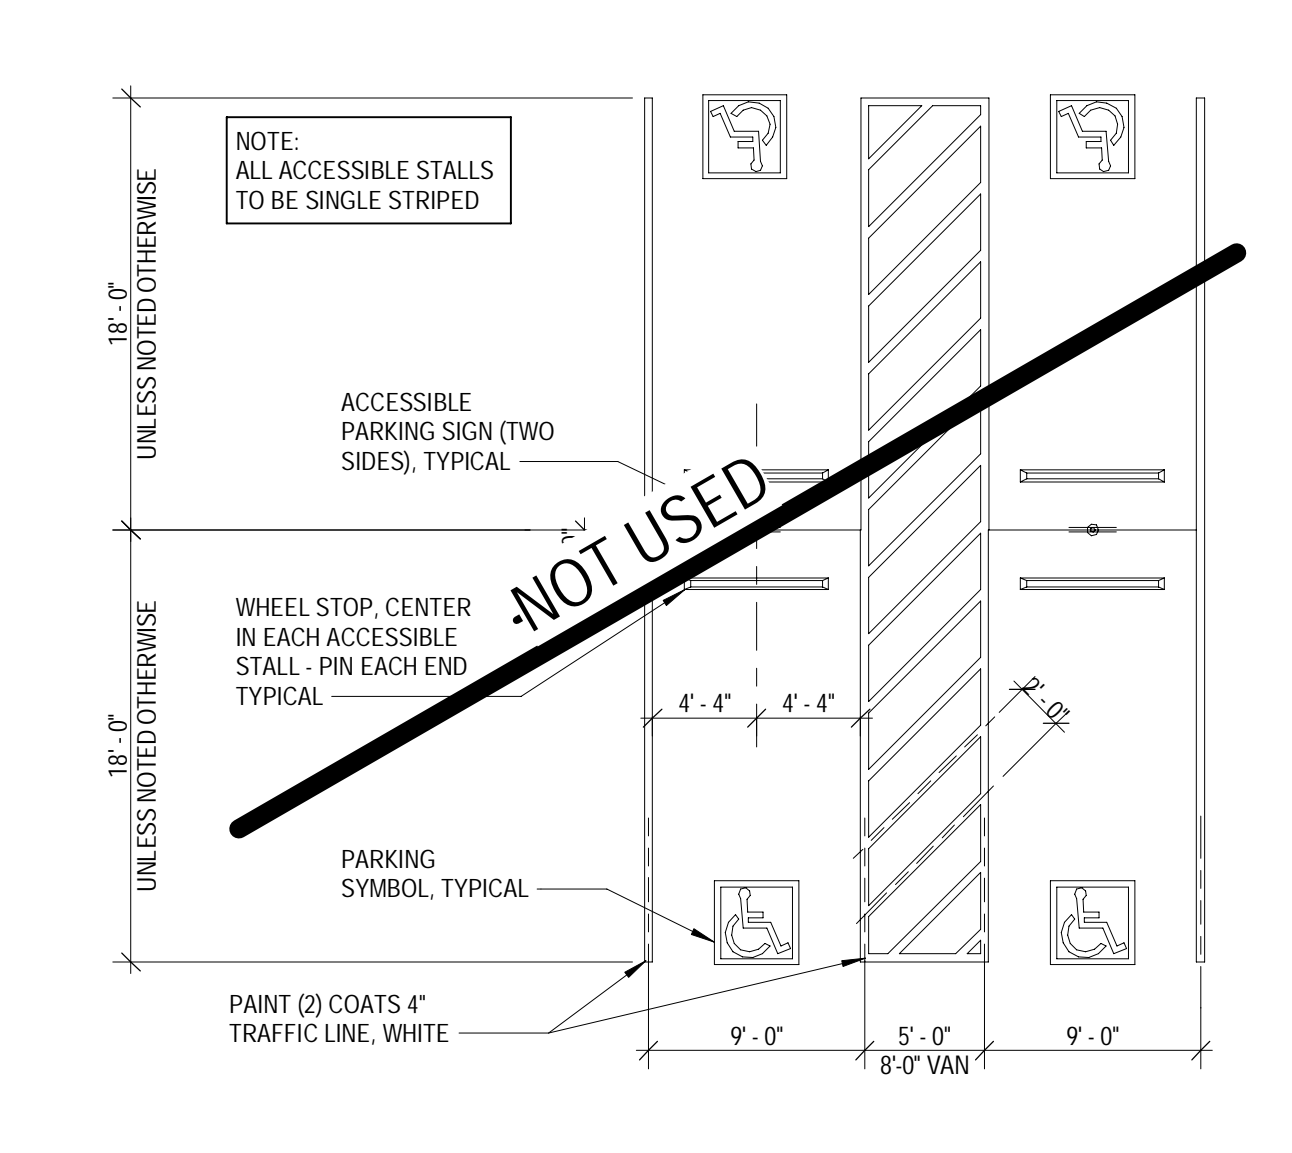 NOTE:
ALL ACCESSIBLE STALLS
TO BE SINGLE STRIPED
18' - 0"
UNLESS NOTED OTHERWISE
ACCESSIBLE
PARKING SIGN (TWO
SIDES), TYPICAL
NOT USED
WHEEL STOP, CENTER
IN EACH ACCESSIBLE
STALL - PIN EACH END
TYPICAL
4' - 4"
4' - 4"
2' - 0"
18' - 0"
UNLESS NOTED OTHERWISE
PARKING
SYMBOL, TYPICAL
PAINT (2) COATS 4"
TRAFFIC LINE, WHITE
9' - 0"
5' - 0"
8'-0" VAN
9' - 0"